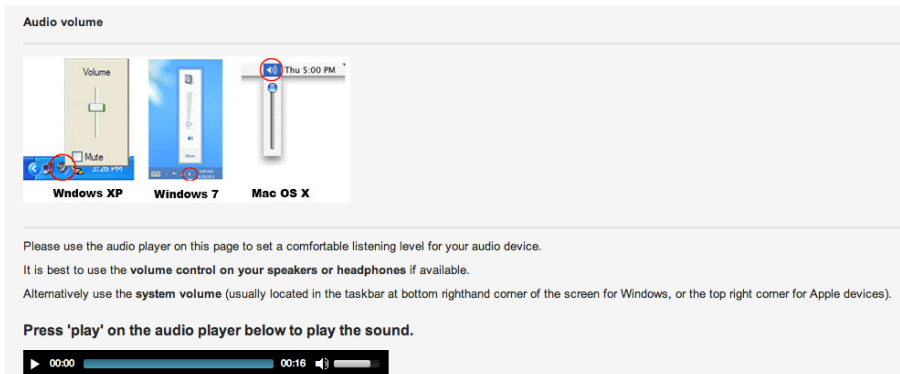 Audio volume
Volume
Mute
3:26 PM
Wndows XP
Windows 7
Thu 5:00 PM
Mac OS X
Please use the audio player on this page to set a comfortable listening level for your audio device.
It is best to use the volume control on your speakers or headphones if available.
Alternatively use the system volume (usually located in the taskbar at bottom righthand corner of the screen for Windows, or the top right corner for Apple devices).
Press 'play' on the audio player below to play the sound.
00:00 00:16